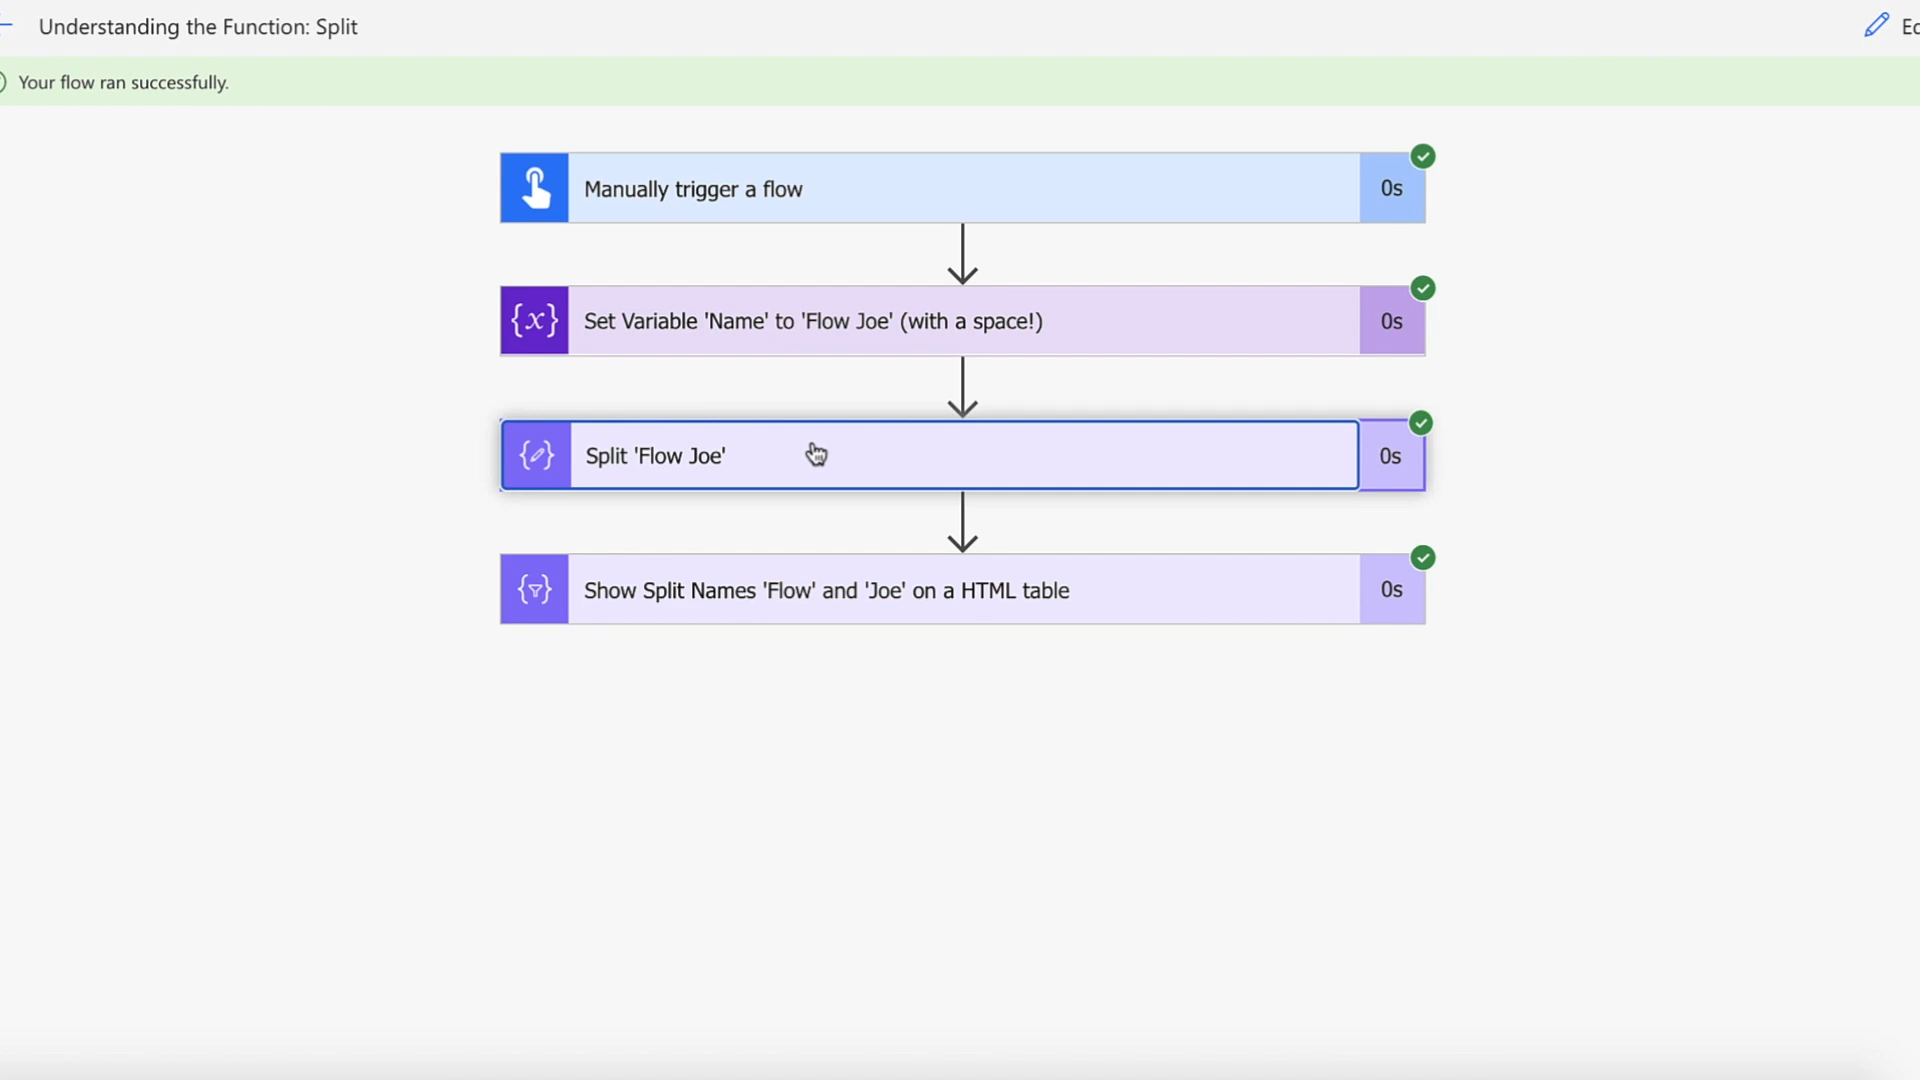 Understanding the Function: Split
Your flow ran successfully.
Manually trigger a flow
0s
{x}
Set Variable 'Name' to 'Flow Joe' (with a space!)
0s
Split 'Flow Joe'
0s
Show Split Names 'Flow' and 'Joe' on a HTML table
0s